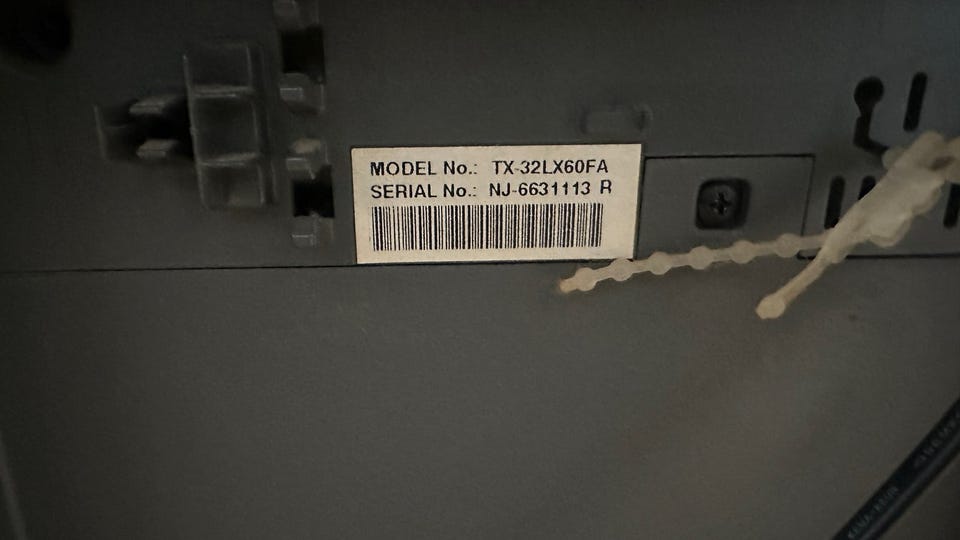 MODEL No.: TX-32LX60FA
SERIAL No.: NJ-6631113 R